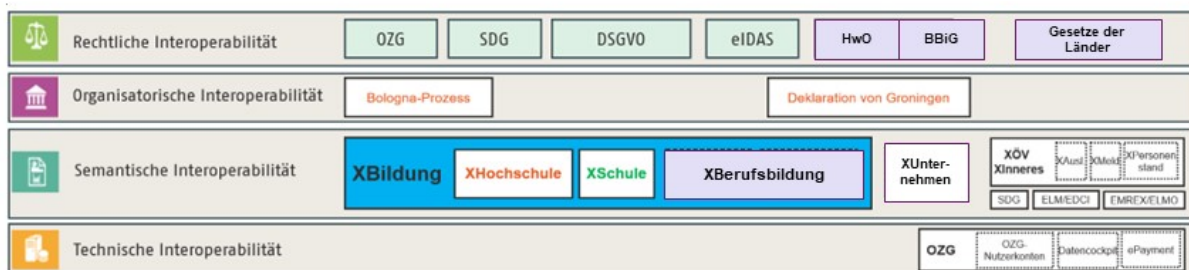 Rechtliche Interoperabilität
OZG
SDG
DSGVO
eIDAS
HwO
BBiG
Gesetze der
Länder
Organisatorische Interoperabilität
Bologna-Prozess
Deklaration von Groningen
Semantische Interoperabilität
XBildung
XHochschule
XSchule
XBerufsbildung
XUnter-
nehmen
XÖV
XInneres
XAusl
XMeld
XPersonen
stand
SDG
ELM/EDCI
EMREX/ELMO
Technische Interoperabilität
OZG
OZG-
Nutzerkonten
Datencockpit
ePayment